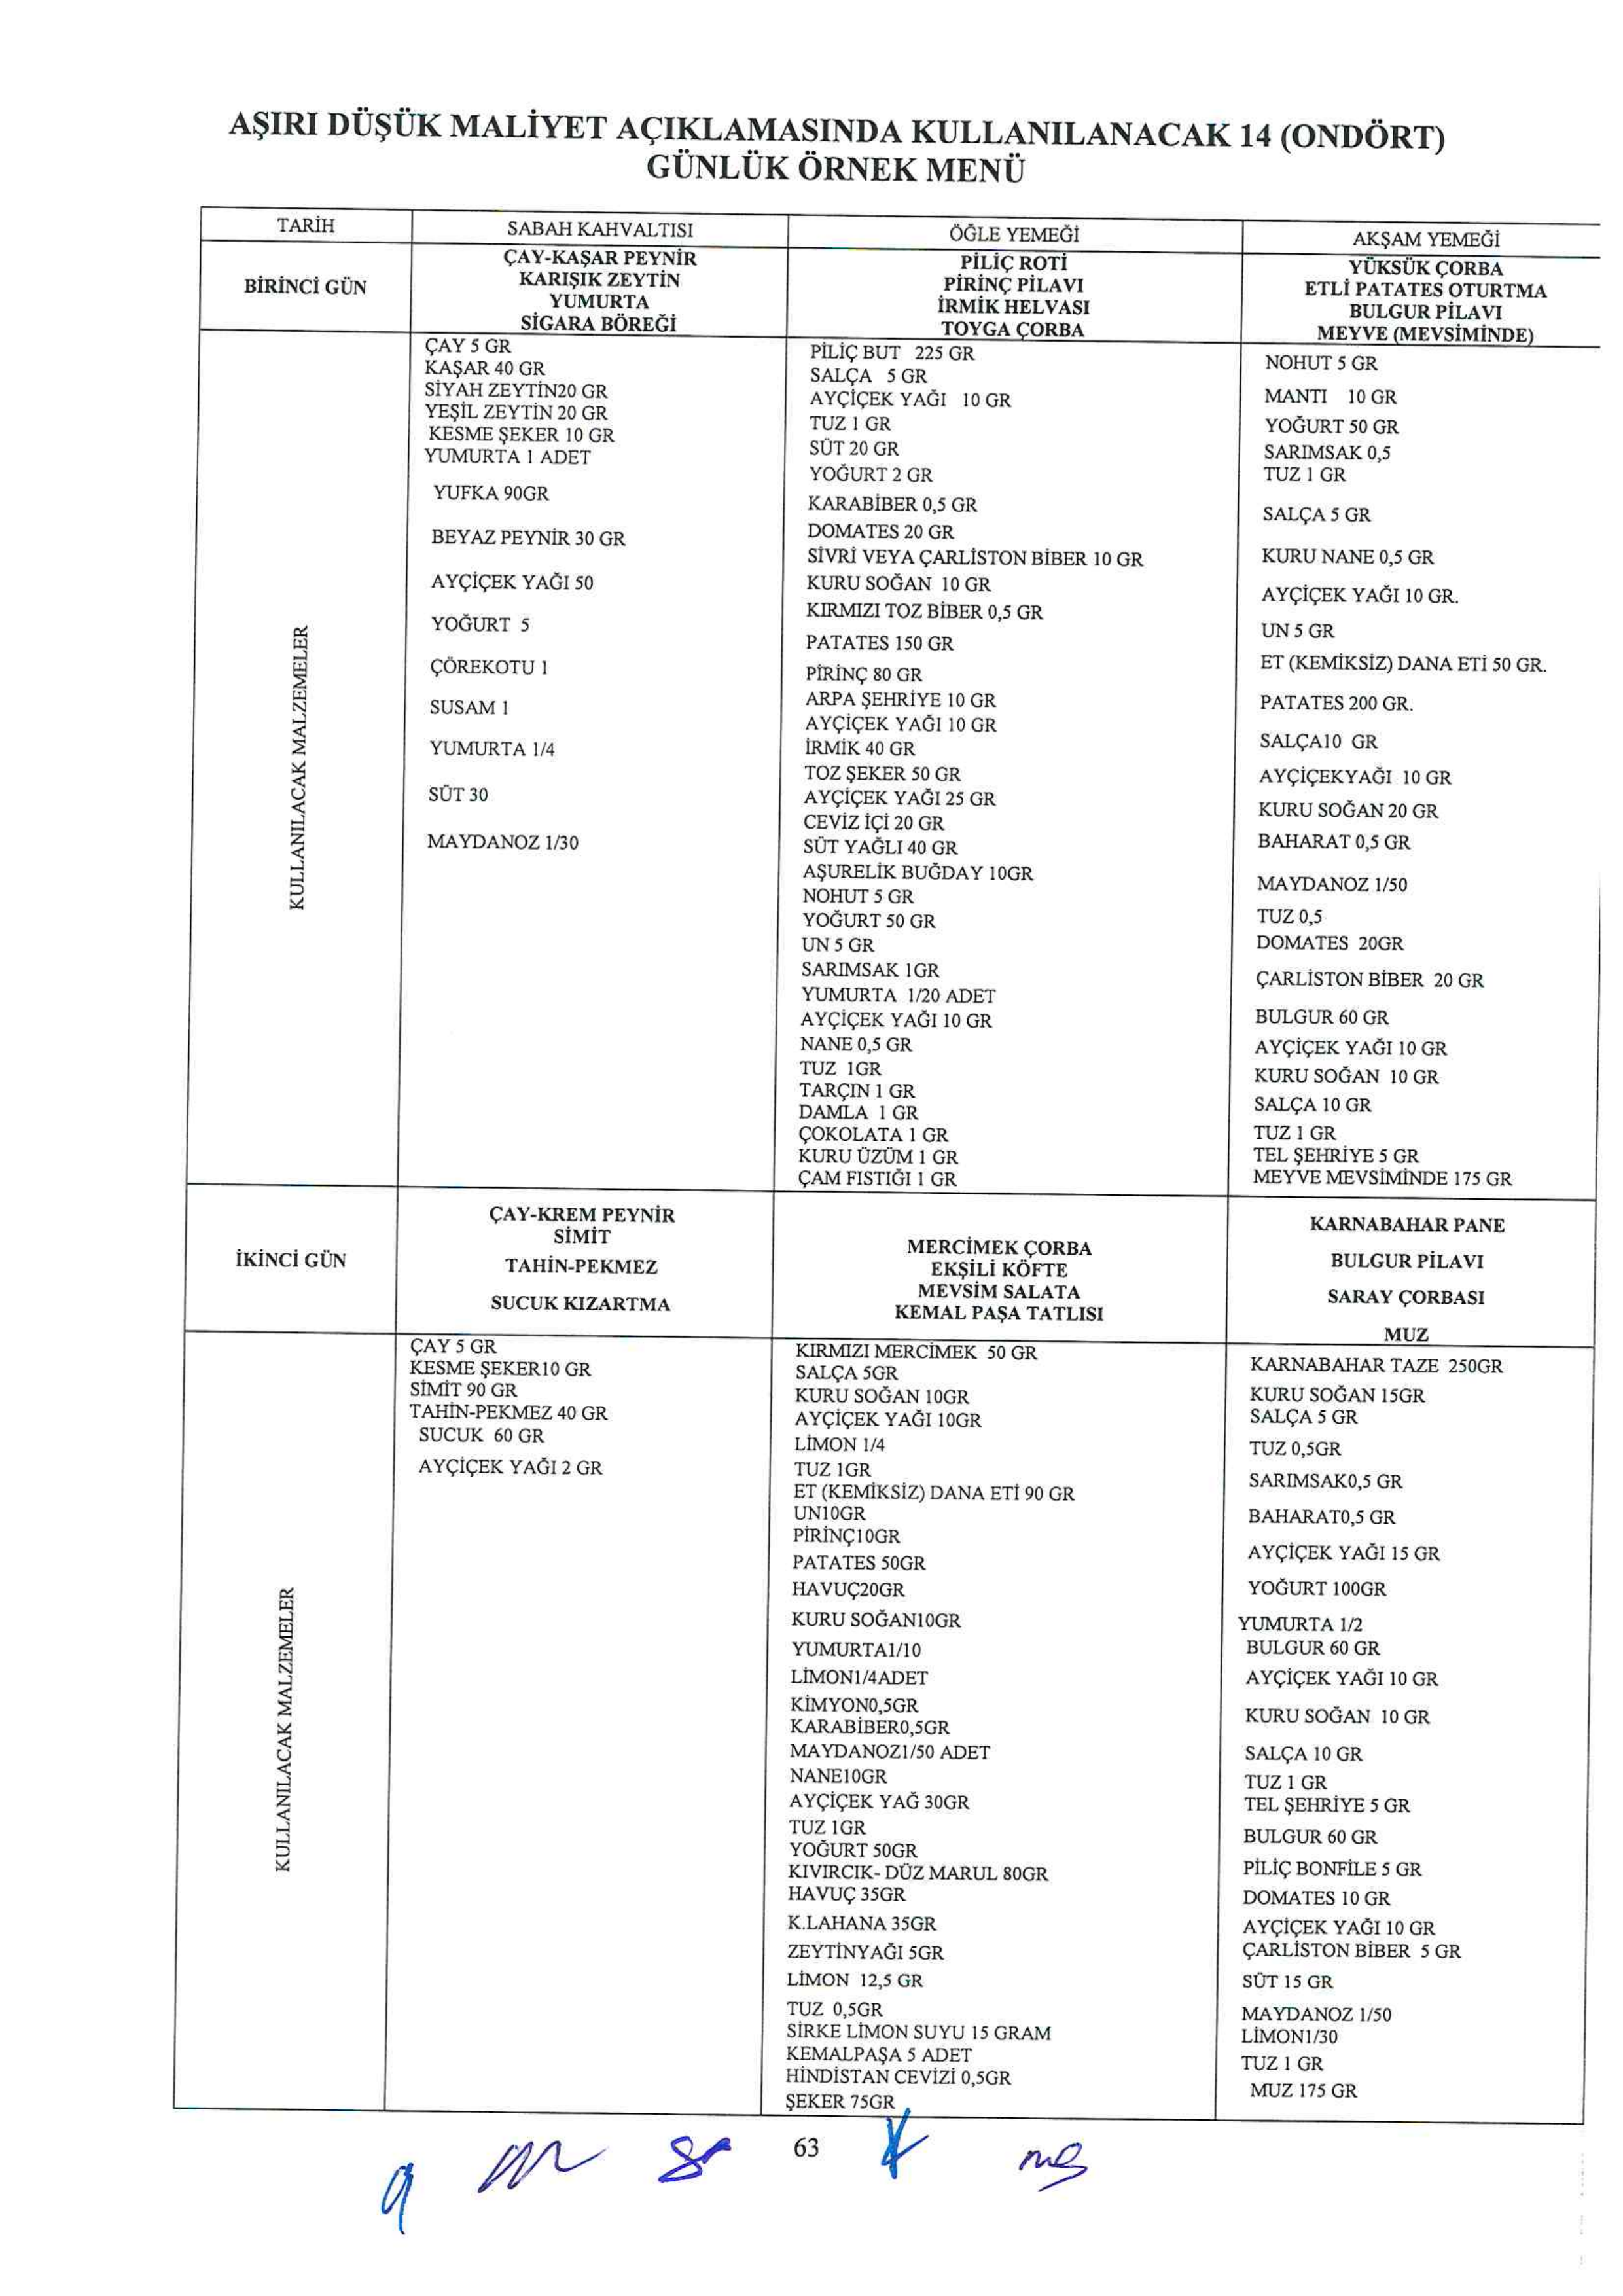 AŞIRI DÜŞÜK MALİYET AÇIKLAMASINDA KULLANILANACAK 14 (ONDÖRT)
GÜNLÜK ÖRNEK MENÜ
TARİH
SABAH KAHVALTISI
ÖĞLE YEMEĞİ
AKŞAM YEMEĞİ
BİRİNCİ GÜN
ÇAY-KAŞAR PEYNİR
KARIŞIK ZEYTİN
YUMURTA
SİGARA BÖREĞİ
PİLİÇ ROTİ
PİRİNÇ PİLAVI
İRMİK HELVASI
TOYGA ÇORBA
YÜKSÜK ÇORBA
ETLİ PATATES OTURTMA
BULGUR PİLAVI
MEYVE (MEVSİMİNDE)
KULLANILACAK MALZEMELER
ÇAY 5 GR
KAŞAR 40 GR
SİYAH ZEYTİN20 GR
YEŞİL ZEYTİN 20 GR
KESME ŞEKER 10 GR
YUMURTA 1 ADET
YUFKA 90GR
BEYAZ PEYNİR 30 GR
AYÇİÇEK YAĞI 50
YOĞURT 5
ÇÖREKOTU 1
SUSAM 1
YUMURTA 1/4
SÜT 30
MAYDANOZ 1/30
PİLİÇ BUT 225 GR
SALÇA 5 GR
AYÇİÇEK YAĞI 10 GR
TUZ 1 GR
SÜT 20 GR
YOĞURT 2 GR
KARABİBER 0,5 GR
DOMATES 20 GR
SİVRİ VEYA ÇARLİSTON BİBER 10 GR
KURU SOĞAN 10 GR
KIRMIZI TOZ BİBER 0,5 GR
PATATES 150 GR
PİRİNÇ 80 GR
ARPA ŞEHRİYE 10 GR
AYÇİÇEK YAĞI 10 GR
İRMİK 40 GR
TOZ ŞEKER 50 GR
AYÇİÇEK YAĞI 25 GR
CEVİZ İÇİ 20 GR
SÜT YAĞLI 40 GR
AŞURELİK BUĞDAY 10GR
NOHUT 5 GR
YOĞURT 50 GR
UN 5 GR
SARIMSAK 1GR
YUMURTA 1/20 ADET
AYÇİÇEK YAĞI 10 GR
NANE 0,5 GR
TUZ 1GR
TARÇIN 1 GR
DAMLA 1 GR
ÇOKOLATA 1 GR
KURU ÜZÜM 1 GR
ÇAM FISTIĞI 1 GR
NOHUT 5 GR
MANTI 10 GR
YOĞURT 50 GR
SARIMSAK 0,5
TUZ 1 GR
SALÇA 5 GR
KURU NANE 0,5 GR
AYÇİÇEK YAĞI 10 GR.
UN 5 GR
ET (KEMİKSİZ) DANA ETİ 50 GR.
PATATES 200 GR.
SALÇA10 GR
AYÇİÇEKYAĞI 10 GR
KURU SOĞAN 20 GR
BAHARAT 0,5 GR
MAYDANOZ 1/50
TUZ 0,5
DOMATES 20GR
ÇARLİSTON BİBER 20 GR
BULGUR 60 GR
AYÇİÇEK YAĞI 10 GR
KURU SOĞAN 10 GR
SALÇA 10 GR
TUZ 1 GR
TEL ŞEHRİYE 5 GR
MEYVE MEVSİMİNDE 175 GR
İKİNCİ GÜN
ÇAY-KREM PEYNİR
SİMİT
TAHİN-PEKMEZ
SUCUK KIZARTMA
MERCİMEK ÇORBA
EKŞİLİ KÖFTE
MEVSİM SALATA
KEMAL PAŞA TATLISI
KARNABAHAR PANE
BULGUR PİLAVI
SARAY ÇORBASI
MUZ
KULLANILACAK MALZEMELER
ÇAY 5 GR
KESME ŞEKER10 GR
SİMİT 90 GR
TAHİN-PEKMEZ 40 GR
SUCUK 60 GR
AYÇİÇEK YAĞI 2 GR
KIRMIZI MERCİMEK 50 GR
SALÇA 5GR
KURU SOĞAN 10GR
AYÇİÇEK YAĞI 10GR
LİMON 1/4
TUZ 1GR
ET (KEMİKSİZ) DANA ETİ 90 GR
UN10GR
PİRİNÇ10GR
PATATES 50GR
HAVUÇ20GR
KURU SOĞAN10GR
YUMURTA1/10
LİMON1/4ADET
KİMYON0,5GR
KARABİBER0,5GR
MAYDANOZ1/50 ADET
NANE10GR
AYÇİÇEK YAĞ 30GR
TUZ 1GR
YOĞURT 50GR
KIVIRCIK- DÜZ MARUL 80GR
HAVUÇ 35GR
K.LAHANA 35GR
ZEYTİNYAĞI 5GR
LİMON 12,5 GR
TUZ 0,5GR
SİRKE LİMON SUYU 15 GRAM
KEMALPAŞA 5 ADET
HİNDİSTAN CEVİZİ 0,5GR
ŞEKER 75GR
KARNABAHAR TAZE 250GR
KURU SOĞAN 15GR
SALÇA 5 GR
TUZ 0,5GR
SARIMSAK0,5 GR
BAHARAT0,5 GR
AYÇİÇEK YAĞI 15 GR
YOĞURT 100GR
YUMURTA 1/2
BULGUR 60 GR
AYÇİÇEK YAĞI 10 GR
KURU SOĞAN 10 GR
SALÇA 10 GR
TUZ 1 GR
TEL ŞEHRİYE 5 GR
BULGUR 60 GR
PİLİÇ BONFİLE 5 GR
DOMATES 10 GR
AYÇİÇEK YAĞI 10 GR
ÇARLİSTON BİBER 5 GR
SÜT 15 GR
MAYDANOZ 1/50
LİMON1/30
TUZ 1 GR
MUZ 175 GR
63